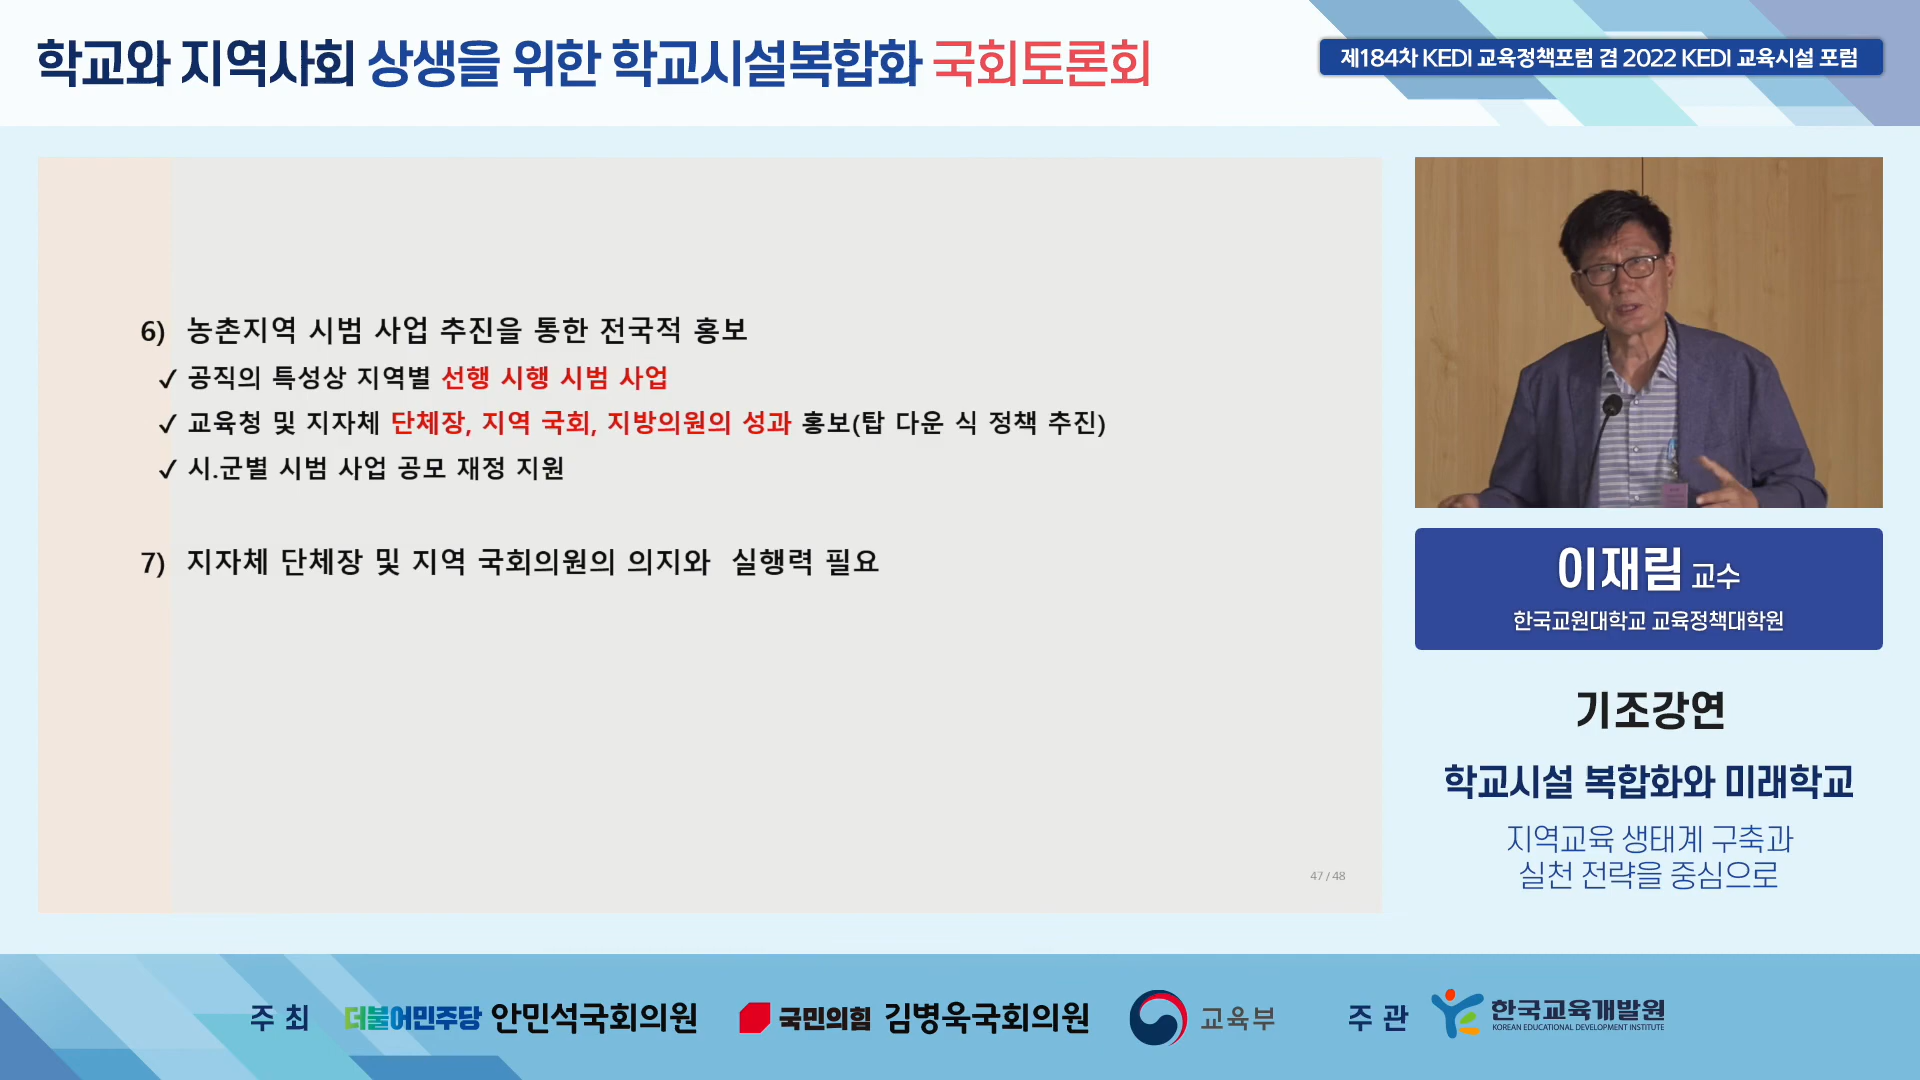 학교와 지역사회 상생을 위한 학교시설복합화 국회토론회
제184차 KEDI 교육정책포럼 겸 2022 KEDI 교육시설 포럼
6) 농촌지역 시범 사업 추진을 통한 전국적 홍보
✓ 공직의 특성상 지역별 선행 시행 시범 사업
✓ 교육청 및 지자체 단체장, 지역 국회, 지방의원의 성과 홍보(탑 다운 식 정책 추진)
✓ 시.군별 시범 사업 공모 재정 지원
7) 지자체 단체장 및 지역 국회의원의 의지와 실행력 필요
47 / 48
이재림 교수
한국교원대학교 교육정책대학원
기조강연
학교시설 복합화와 미래학교
지역교육 생태계 구축과
실천 전략을 중심으로
주 최 더불어민주당 안민석국회의원 국민의힘 김병욱국회의원 교육부 주 관 한국교육개발원
KOREAN EDUCATIONAL DEVELOPMENT INSTITUTE